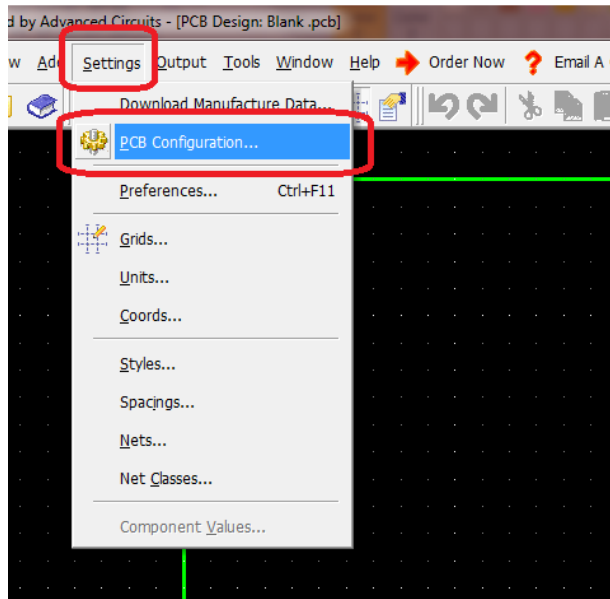 d by Advanced Circuits - [PCB Design: Blank .pcb]
w Add Settings Output Tools Window Help Order Now ? Email A
Download Manufacture Data...
PCB Configuration...
Preferences... Ctrl+F11
Grids...
Units...
Coords...
Styles...
Spacings...
Nets...
Net Classes...
Component Values...